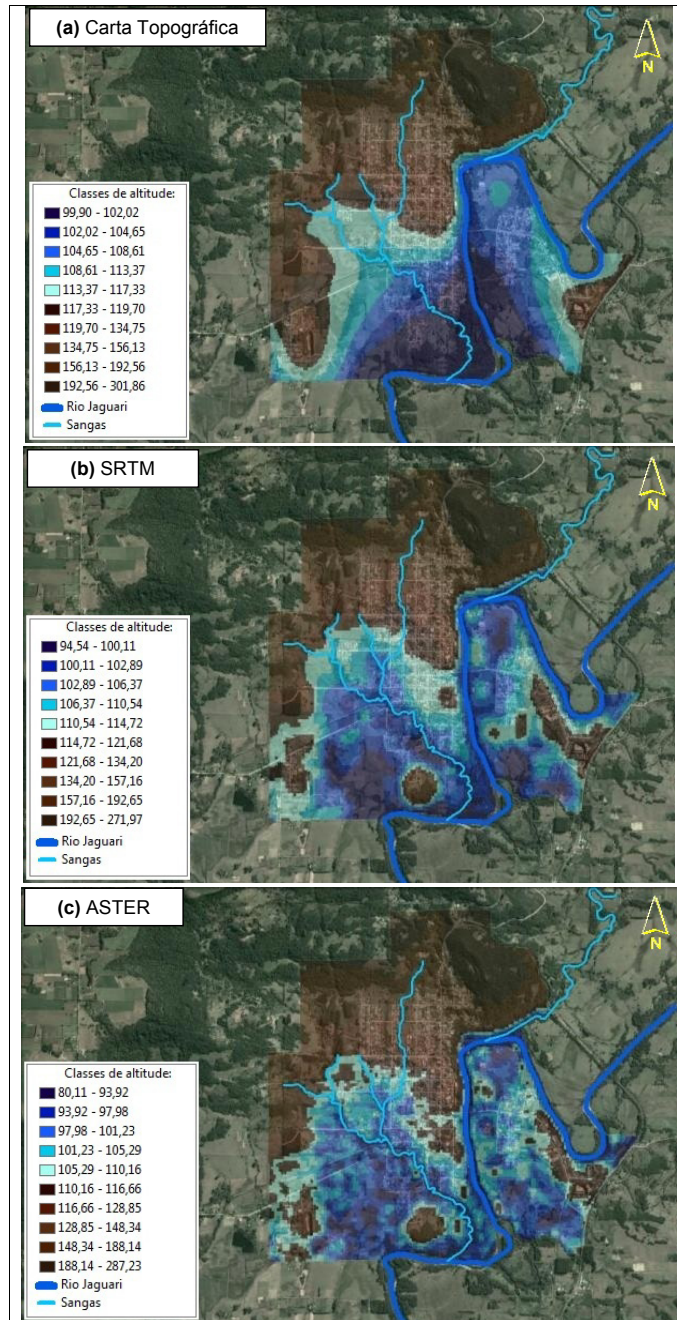 (a) Carta Topográfica
N
Classes de altitude:
99,90 - 102,02
102,02 - 104,65
104,65 - 108,61
108,61 - 113,37
113,37 - 117,33
117,33 - 119,70
119,70 - 134,75
134,75 - 156,13
156,13 - 192,56
192,56 - 301,86
Rio Jaguari
Sangas
(b) SRTM
N
Classes de altitude:
94,54 - 100,11
100,11 - 102,89
102,89 - 106,37
106,37 - 110,54
110,54 - 114,72
114,72 - 121,68
121,68 - 134,20
134,20 - 157,16
157,16 - 192,65
192,65 - 271,97
Rio Jaguari
Sangas
(c) ASTER
N
Classes de altitude:
80,11 - 93,92
93,92 - 97,98
97,98 - 101,23
101,23 - 105,29
105,29 - 110,16
110,16 - 116,66
116,66 - 128,85
128,85 - 148,34
148,34 - 188,14
188,14 - 287,23
Rio Jaguari
Sangas